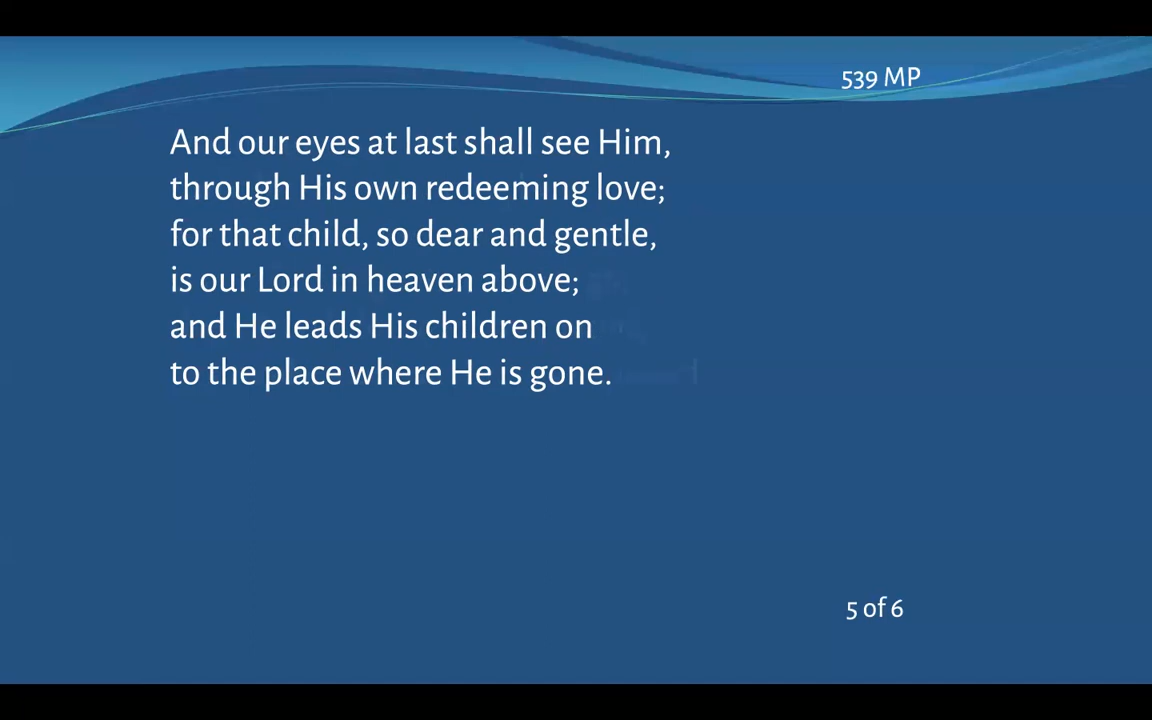 539 MP
And our eyes at last shall see Him,
through His own redeeming love;
for that child, so dear and gentle,
is our Lord in heaven above;
and He leads His children on
to the place where He is gone.
5 of 6